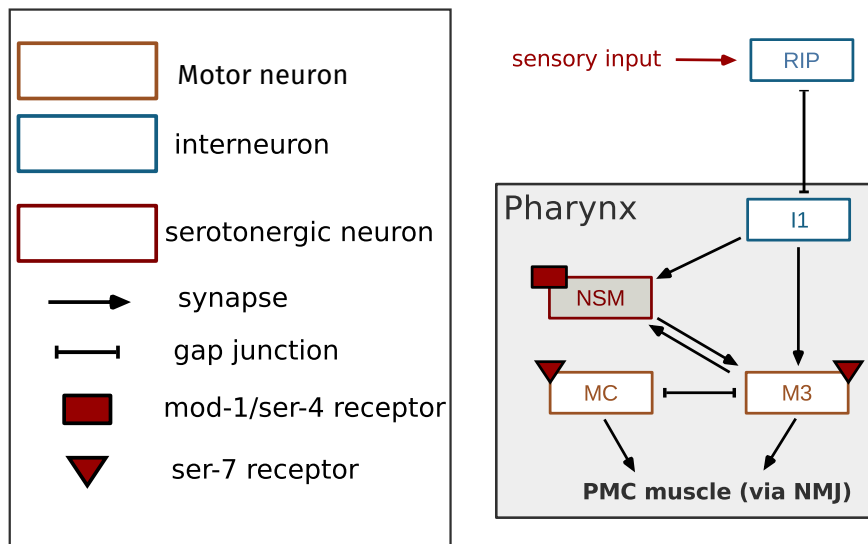 Motor neuron
interneuron
serotonergic neuron
synapse
gap junction
mod-1/ser-4 receptor
ser-7 receptor
sensory input
RIP
Pharynx
I1
NSM
MC
M3
PMC muscle (via NMJ)